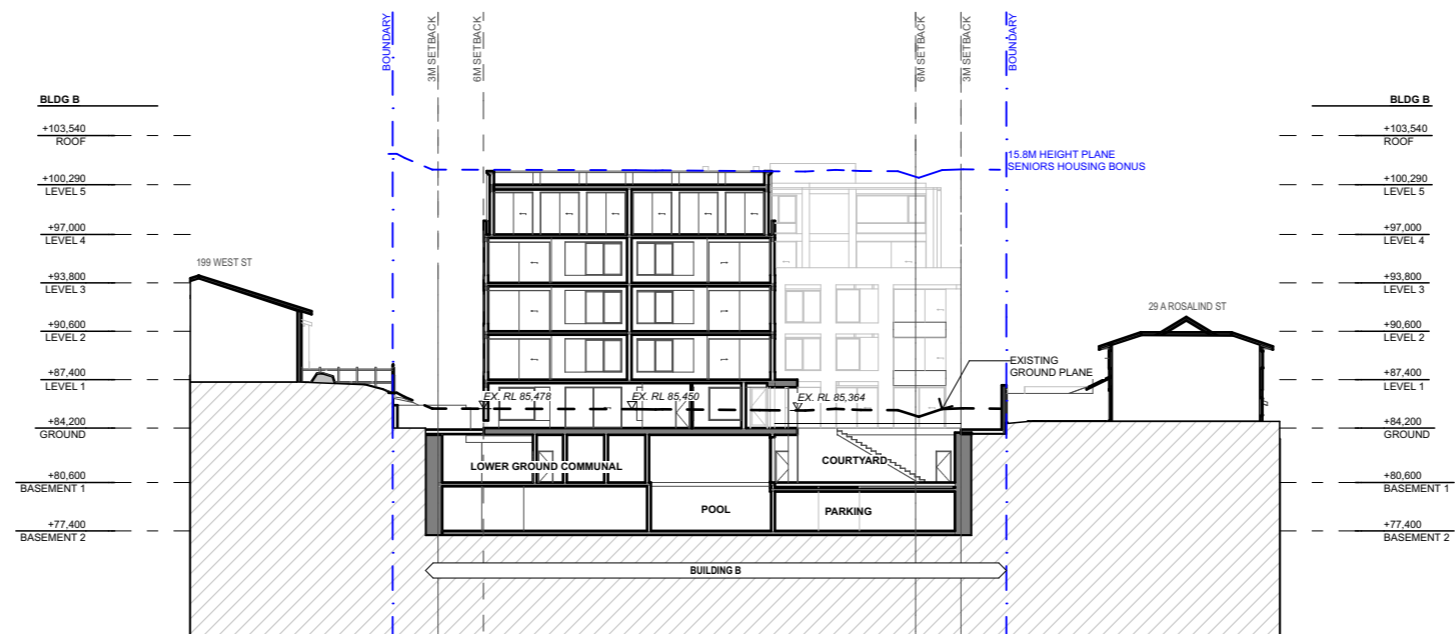 BOUNDARY
3M SETBACK
6M SETBACK
6M SETBACK
3M SETBACK
BOUNDARY
BLDG B
+103,540
ROOF
+100,290
LEVEL 5
+97,000
LEVEL 4
+93,800
LEVEL 3
+90,600
LEVEL 2
+87,400
LEVEL 1
+84,200
GROUND
+80,600
BASEMENT 1
+77,400
BASEMENT 2
199 WEST ST
15.8M HEIGHT PLANE
SENIORS HOUSING BONUS
29 A ROSALIND ST
EXISTING
GROUND PLANE
EX. RL 85,478
EX. RL 85,450
EX. RL 85,364
LOWER GROUND COMMUNAL
COURTYARD
POOL
PARKING
BUILDING B
BLDG B
+103,540
ROOF
+100,290
LEVEL 5
+97,000
LEVEL 4
+93,800
LEVEL 3
+90,600
LEVEL 2
+87,400
LEVEL 1
+84,200
GROUND
+80,600
BASEMENT 1
+77,400
BASEMENT 2